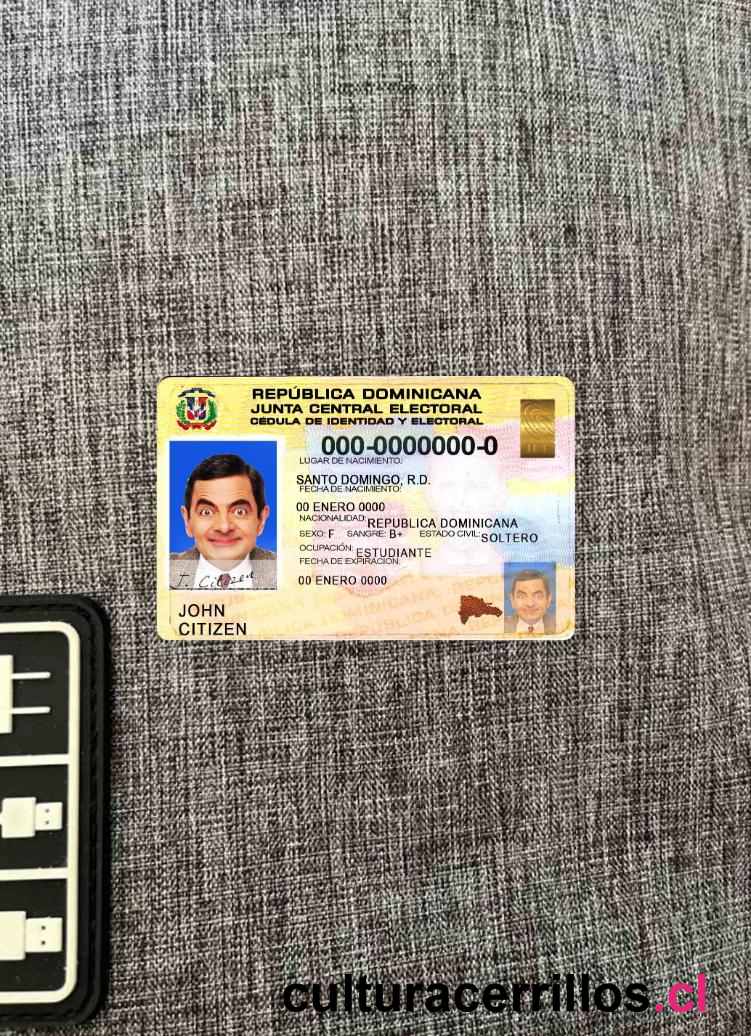 REPÚBLICA DOMINICANA
JUNTA CENTRAL ELECTORAL
CÉDULA DE IDENTIDAD Y ELECTORAL
000-0000000-0
LUGAR DE NACIMIENTO:
SANTO DOMINGO, R.D.
FECHA DE NACIMIENTO:
00 ENERO 0000
NACIONALIDAD: REPUBLICA DOMINICANA
SEXO: F SANGRE: B+ ESTADO CIVIL: SOLTERO
OCUPACIÓN: ESTUDIANTE
FECHA DE EXPIRACIÓN:
00 ENERO 0000
J. Citizen
JOHN
CITIZEN
culturacerrillos.cl